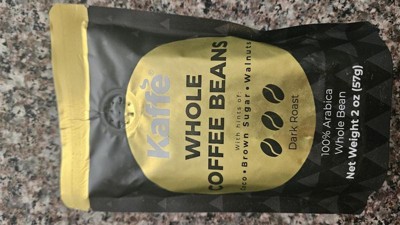 Kaffe
WHOLE
COFFEE BEANS
With hints of:
• Brown Sugar • Walnuts
Dark Roast
100% Arabica
Whole Bean
Net Weight 2 oz (57g)